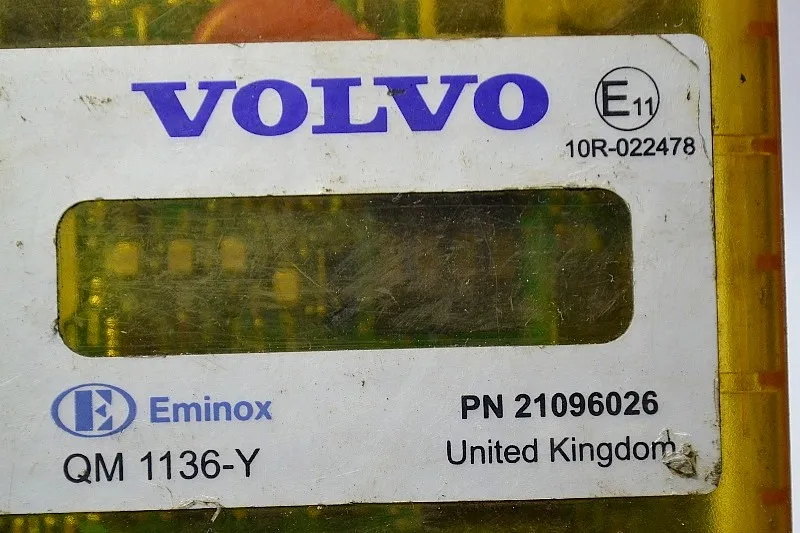 VOLVO
E11
10R-022478
E Eminox
PN 21096026
QM 1136-Y
United Kingdom